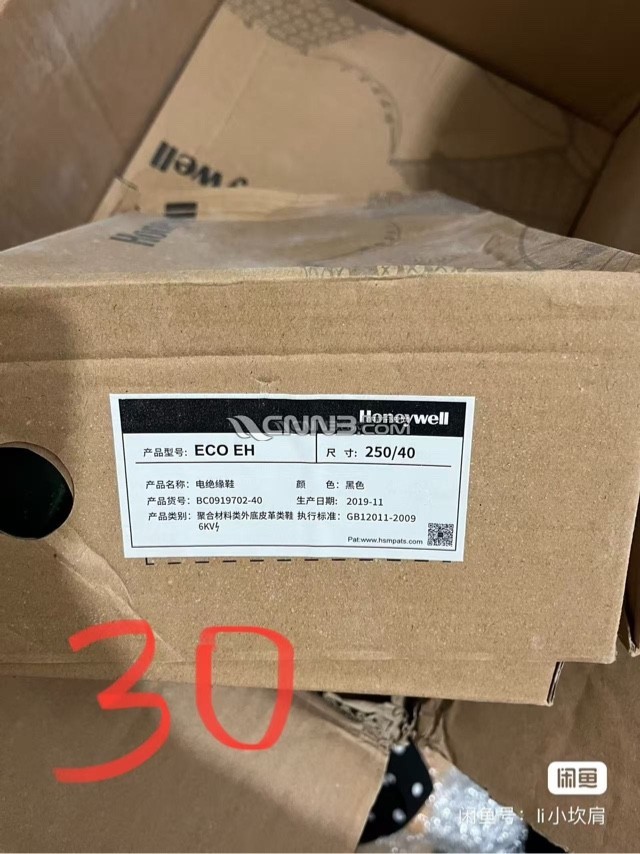 Honeywell
Honeywell
Honeywell
GNN3.COM
产品型号: ECO EH
尺 寸: 250/40
产品名称: 电绝缘鞋
颜 色: 黑色
产品货号: BC0919702-40
生产日期: 2019-11
产品类别: 聚合材料类外底皮革类鞋
执行标准: GB12011-2009
6KV
Pat:www.hsmpats.com
30
闲鱼
闲鱼号: li小坎肩